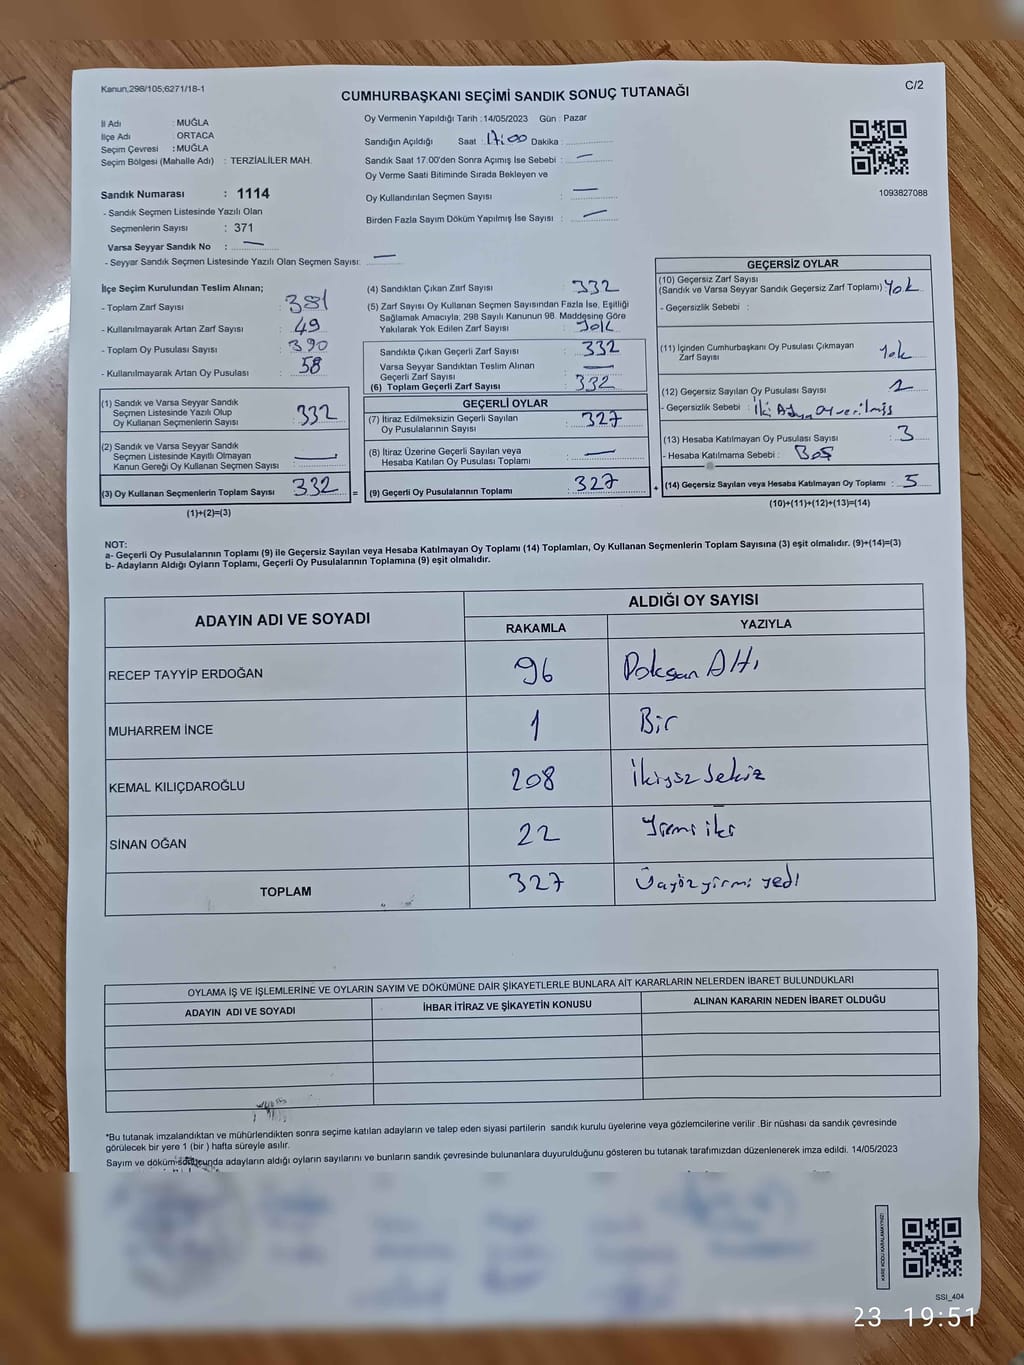 Kanun,298/105;6271/18-1
C/2
CUMHURBAŞKANI SEÇİMİ SANDIK SONUÇ TUTANAĞI
İl Adı : MUĞLA
İlçe Adı : ORTACA
Seçim Çevresi : MUĞLA
Seçim Bölgesi (Mahalle Adı) : TERZİALİLER MAH.
Sandık Numarası : 1114
- Sandık Seçmen Listesinde Yazılı Olan
Seçmenlerin Sayısı : 371
Varsa Seyyar Sandık No : —
- Seyyar Sandık Seçmen Listesinde Yazılı Olan Seçmen Sayısı: —
Oy Vermenin Yapıldığı Tarih :14/05/2023 Gün : Pazar
Sandığın Açıldığı Saat : 17:00 Dakika :
Sandık Saat 17.00'den Sonra Açımış İse Sebebi : —
Oy Verme Saati Bitiminde Sırada Bekleyen ve
Oy Kullandırılan Seçmen Sayısı : —
Birden Fazla Sayım Döküm Yapılmış İse Sayısı : —
1093827088
İlçe Seçim Kurulundan Teslim Alınan;
- Toplam Zarf Sayısı : 381
- Kullanılmayarak Artan Zarf Sayısı : 49
- Toplam Oy Pusulası Sayısı : 390
- Kullanılmayarak Artan Oy Pusulası : 58
(1) Sandık ve Varsa Seyyar Sandık
Seçmen Listesinde Yazılı Olup
Oy Kullanan Seçmenlerin Sayısı : 332
(2) Sandık ve Varsa Seyyar Sandık
Seçmen Listesinde Kayıtlı Olmayan
Kanun Gereği Oy Kullanan Seçmen Sayısı : —
(3) Oy Kullanan Seçmenlerin Toplam Sayısı : 332
(1)+(2)=(3)
(4) Sandıktan Çıkan Zarf Sayısı : 332
(5) Zarf Sayısı Oy Kullanan Seçmen Sayısından Fazla İse, Eşitliği
Sağlamak Amacıyla, 298 Sayılı Kanunun 98. Maddesine Göre
Yakılarak Yok Edilen Zarf Sayısı : Yok
Sandıkta Çıkan Geçerli Zarf Sayısı : 332
Varsa Seyyar Sandıktan Teslim Alınan
Geçerli Zarf Sayısı : —
(6) Toplam Geçerli Zarf Sayısı : 332
GEÇERLİ OYLAR
(7) İtiraz Edilmeksizin Geçerli Sayılan
Oy Pusulalarının Sayısı : 327
(8) İtiraz Üzerine Geçerli Sayılan veya
Hesaba Katılan Oy Pusulası Toplamı : —
(9) Geçerli Oy Pusulalarının Toplamı : 327
GEÇERSİZ OYLAR
(10) Geçersiz Zarf Sayısı
(Sandık ve Varsa Seyyar Sandık Geçersiz Zarf Toplamı) : Yok
- Geçersizlik Sebebi :
(11) İçinden Cumhurbaşkanı Oy Pusulası Çıkmayan
Zarf Sayısı : Yok
(12) Geçersiz Sayılan Oy Pusulası Sayısı : 2
- Geçersizlik Sebebi : İki Adaya Oy verilmiş
(13) Hesaba Katılmayan Oy Pusulası Sayısı : 3
- Hesaba Katılmama Sebebi : Boş
(14) Geçersiz Sayılan veya Hesaba Katılmayan Oy Toplamı : 5
(10)+(11)+(12)+(13)=(14)
NOT:
a- Geçerli Oy Pusulalarının Toplamı (9) ile Geçersiz Sayılan veya Hesaba Katılmayan Oy Toplamı (14) Toplamları, Oy Kullanan Seçmenlerin Toplam Sayısına (3) eşit olmalıdır. (9)+(14)=(3)
b- Adayların Aldığı Oyların Toplamı, Geçerli Oy Pusulalarının Toplamına (9) eşit olmalıdır.
ADAYIN ADI VE SOYADI
ALDIĞI OY SAYISI
RAKAMLA YAZIYLA
RECEP TAYYİP ERDOĞAN 96 Doksan Altı
MUHARREM İNCE 1 Bir
KEMAL KILIÇDAROĞLU 208 İkiyüz Sekiz
SİNAN OĞAN 22 Yirmi iki
TOPLAM 327 Üçyüz yirmi yedi
OYLAMA İŞ VE İŞLEMLERİNE VE OYLARIN SAYIM VE DÖKÜMÜNE DAİR ŞİKAYETLERLE BUNLARA AİT KARARLARIN NELERDEN İBARET BULUNDUKLARI
ADAYIN ADI VE SOYADI İHBAR İTİRAZ VE ŞİKAYETİN KONUSU ALINAN KARARIN NEDEN İBARET OLDUĞU
*Bu tutanak imzalandıktan ve mühürlendikten sonra seçime katılan adayların ve talep eden siyasi partilerin sandık kurulu üyelerine veya gözlemcilerine verilir .Bir nüshası da sandık çevresinde
görülecek bir yere 1 (bir ) hafta süreyle asılır.
Sayım ve döküm sonucunda adayların aldığı oyların sayılarını ve bunların sandık çevresinde bulunanlara duyurulduğunu gösteren bu tutanak tarafımızdan düzenlenerek imza edildi. 14/05/2023
KARE KODU KARALAMAYINIZ!
SSI_404
23 19:51